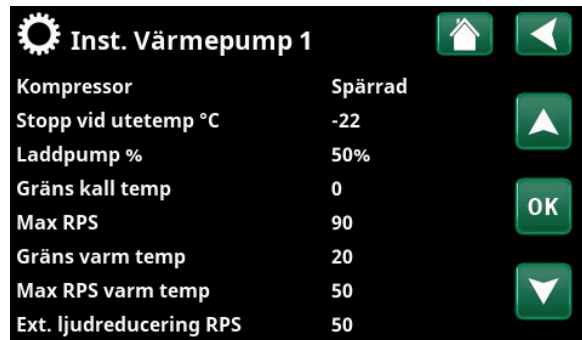 Inst. Värmepump 1
Kompressor Spärrad
Stopp vid utetemp °C -22
Laddpump % 50%
Gräns kall temp 0
Max RPS 90
OK
Gräns varm temp 20
Max RPS varm temp 50
Ext. ljudreducering RPS 50